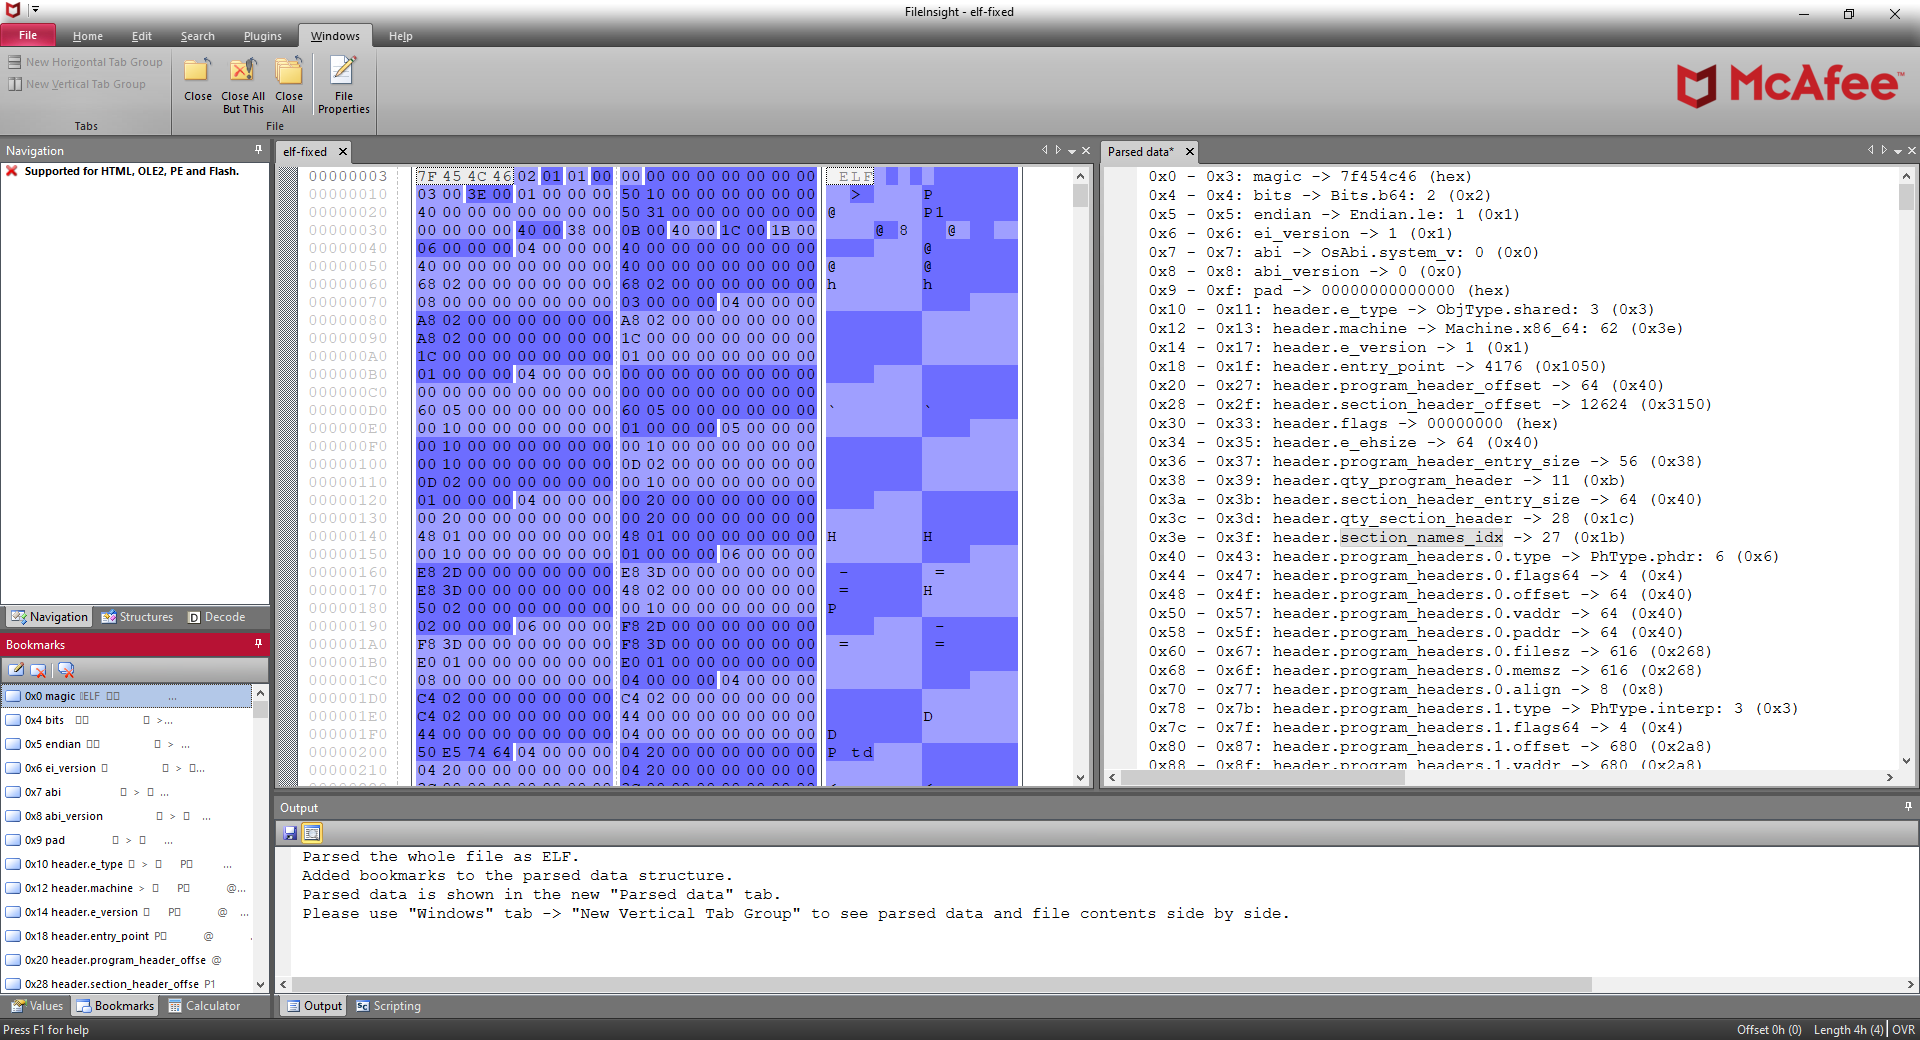 FileInsight - elf-fixed
File Home Edit Search Plugins Windows Help
New Horizontal Tab Group
New Vertical Tab Group
Close
Close All But This
Close All
File Properties
Tabs
File
McAfee™
Navigation
Supported for HTML, OLE2, PE and Flash.
Navigation Structures Decode
Bookmarks
0x0 magic ELF ...
0x4 bits >...
0x5 endian > ...
0x6 ei_version > ...
0x7 abi > ...
0x8 abi_version > ...
0x9 pad > ...
0x10 header.e_type > P ...
0x12 header.machine > P @...
0x14 header.e_version P @ ...
0x18 header.entry_point P @ .
0x20 header.program_header_offse @
0x28 header.section_header_offse P1
Values Bookmarks Calculator
elf-fixed
00000003 7F 45 4C 46 02 01 01 00 00 00 00 00 00 00 00 00 ELF
00000010 03 00 3E 00 01 00 00 00 50 10 00 00 00 00 00 00 > P
00000020 40 00 00 00 00 00 00 00 50 31 00 00 00 00 00 00 @ P1
00000030 00 00 00 00 40 00 38 00 0B 00 40 00 1C 00 1B 00 @ 8 @
00000040 06 00 00 00 04 00 00 00 40 00 00 00 00 00 00 00 @
00000050 40 00 00 00 00 00 00 00 40 00 00 00 00 00 00 00 @ @
00000060 68 02 00 00 00 00 00 00 68 02 00 00 00 00 00 00 h h
00000070 08 00 00 00 00 00 00 00 03 00 00 00 04 00 00 00
00000080 A8 02 00 00 00 00 00 00 A8 02 00 00 00 00 00 00
00000090 A8 02 00 00 00 00 00 00 1C 00 00 00 00 00 00 00
000000A0 1C 00 00 00 00 00 00 00 01 00 00 00 00 00 00 00
000000B0 01 00 00 00 04 00 00 00 00 00 00 00 00 00 00 00
000000C0 00 00 00 00 00 00 00 00 00 00 00 00 00 00 00 00
000000D0 60 05 00 00 00 00 00 00 60 05 00 00 00 00 00 00 ` `
000000E0 00 10 00 00 00 00 00 00 01 00 00 00 05 00 00 00
000000F0 00 10 00 00 00 00 00 00 00 10 00 00 00 00 00 00
00000100 00 10 00 00 00 00 00 00 0D 02 00 00 00 00 00 00
00000110 0D 02 00 00 00 00 00 00 00 10 00 00 00 00 00 00
00000120 01 00 00 00 04 00 00 00 00 20 00 00 00 00 00 00
00000130 00 20 00 00 00 00 00 00 00 20 00 00 00 00 00 00
00000140 48 01 00 00 00 00 00 00 48 01 00 00 00 00 00 00 H H
00000150 00 10 00 00 00 00 00 00 01 00 00 00 06 00 00 00
00000160 E8 2D 00 00 00 00 00 00 E8 3D 00 00 00 00 00 00 - =
00000170 E8 3D 00 00 00 00 00 00 48 02 00 00 00 00 00 00 = H
00000180 50 02 00 00 00 00 00 00 00 10 00 00 00 00 00 00 P
00000190 02 00 00 00 06 00 00 00 F8 2D 00 00 00 00 00 00 -
000001A0 F8 3D 00 00 00 00 00 00 F8 3D 00 00 00 00 00 00 = =
000001B0 E0 01 00 00 00 00 00 00 E0 01 00 00 00 00 00 00
000001C0 08 00 00 00 00 00 00 00 04 00 00 00 04 00 00 00
000001D0 C4 02 00 00 00 00 00 00 C4 02 00 00 00 00 00 00
000001E0 C4 02 00 00 00 00 00 00 44 00 00 00 00 00 00 00 D
000001F0 44 00 00 00 00 00 00 00 04 00 00 00 00 00 00 00 D
00000200 50 E5 74 64 04 00 00 00 04 20 00 00 00 00 00 00 P td
00000210 04 20 00 00 00 00 00 00 04 20 00 00 00 00 00 00
Parsed data*
0x0 - 0x3: magic -> 7f454c46 (hex)
0x4 - 0x4: bits -> Bits.b64: 2 (0x2)
0x5 - 0x5: endian -> Endian.le: 1 (0x1)
0x6 - 0x6: ei_version -> 1 (0x1)
0x7 - 0x7: abi -> OsAbi.system_v: 0 (0x0)
0x8 - 0x8: abi_version -> 0 (0x0)
0x9 - 0xf: pad -> 00000000000000 (hex)
0x10 - 0x11: header.e_type -> ObjType.shared: 3 (0x3)
0x12 - 0x13: header.machine -> Machine.x86_64: 62 (0x3e)
0x14 - 0x17: header.e_version -> 1 (0x1)
0x18 - 0x1f: header.entry_point -> 4176 (0x1050)
0x20 - 0x27: header.program_header_offset -> 64 (0x40)
0x28 - 0x2f: header.section_header_offset -> 12624 (0x3150)
0x30 - 0x33: header.flags -> 00000000 (hex)
0x34 - 0x35: header.e_ehsize -> 64 (0x40)
0x36 - 0x37: header.program_header_entry_size -> 56 (0x38)
0x38 - 0x39: header.qty_program_header -> 11 (0xb)
0x3a - 0x3b: header.section_header_entry_size -> 64 (0x40)
0x3c - 0x3d: header.qty_section_header -> 28 (0x1c)
0x3e - 0x3f: header.section_names_idx -> 27 (0x1b)
0x40 - 0x43: header.program_headers.0.type -> PhType.phdr: 6 (0x6)
0x44 - 0x47: header.program_headers.0.flags64 -> 4 (0x4)
0x48 - 0x4f: header.program_headers.0.offset -> 64 (0x40)
0x50 - 0x57: header.program_headers.0.vaddr -> 64 (0x40)
0x58 - 0x5f: header.program_headers.0.paddr -> 64 (0x40)
0x60 - 0x67: header.program_headers.0.filesz -> 616 (0x268)
0x68 - 0x6f: header.program_headers.0.memsz -> 616 (0x268)
0x70 - 0x77: header.program_headers.0.align -> 8 (0x8)
0x78 - 0x7b: header.program_headers.1.type -> PhType.interp: 3 (0x3)
0x7c - 0x7f: header.program_headers.1.flags64 -> 4 (0x4)
0x80 - 0x87: header.program_headers.1.offset -> 680 (0x2a8)
0x88 - 0x8f: header.program_headers.1.vaddr -> 680 (0x2a8)
Output
Parsed the whole file as ELF.
Added bookmarks to the parsed data structure.
Parsed data is shown in the new "Parsed data" tab.
Please use "Windows" tab -> "New Vertical Tab Group" to see parsed data and file contents side by side.
Output Scripting
Press F1 for help
Offset 0h (0) Length 4h (4) OVR